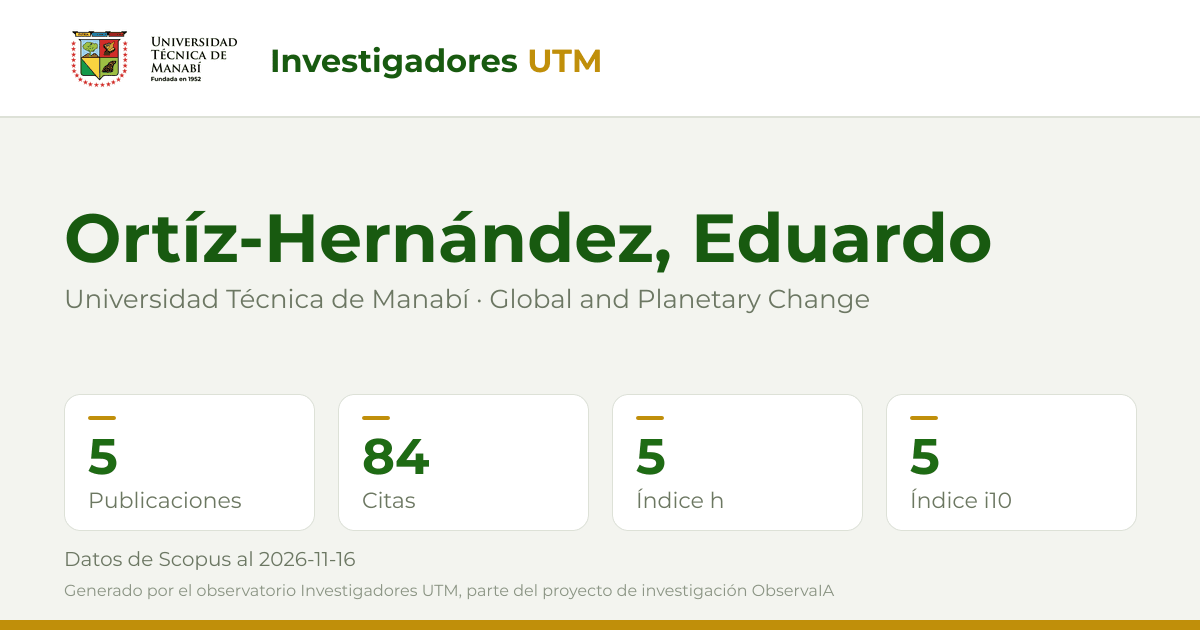 UNIVERSIDAD
TÉCNICA DE
MANABÍ
Fundada en 1952
Investigadores UTM
Ortíz-Hernández, Eduardo
Universidad Técnica de Manabí · Global and Planetary Change
5
Publicaciones
84
Citas
5
Índice h
5
Índice i10
Datos de Scopus al 2026-11-16
Generado por el observatorio Investigadores UTM, parte del proyecto de investigación ObservaIA